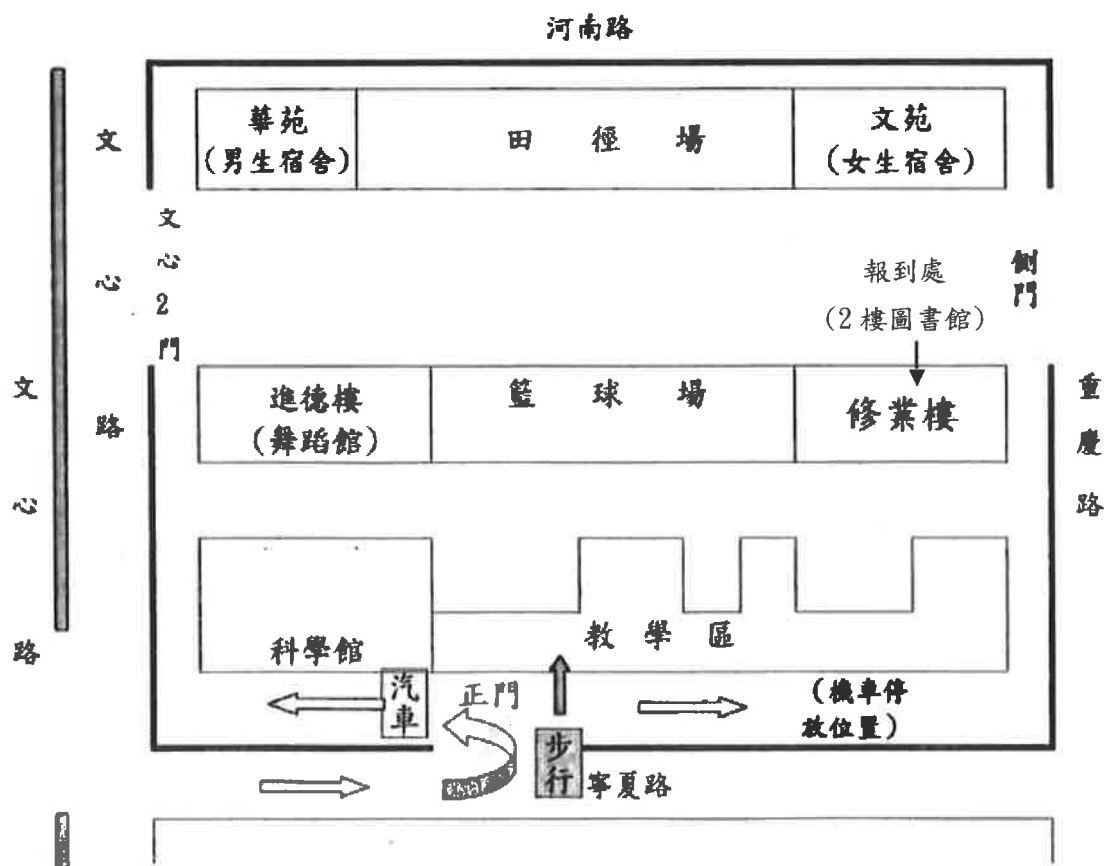 河南路
華苑
(男生宿舍)
田徑場
文苑
(女生宿舍)
文心路
文心2門
側門
報到處
(2樓圖書館)
文心路
進德樓
(舞蹈館)
籃球場
修業樓
重慶路
科學館
教學區
汽車
正門
(機車停
放位置)
步行
寧夏路